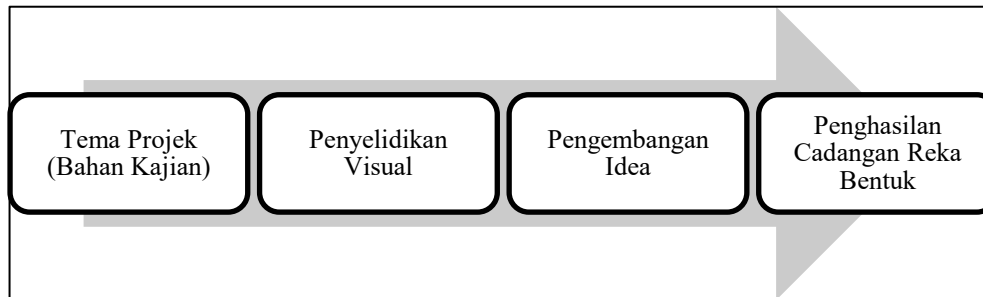 Tema Projek
(Bahan Kajian)
Penyelidikan
Visual
Pengembangan
Idea
Penghasilan
Cadangan Reka
Bentuk